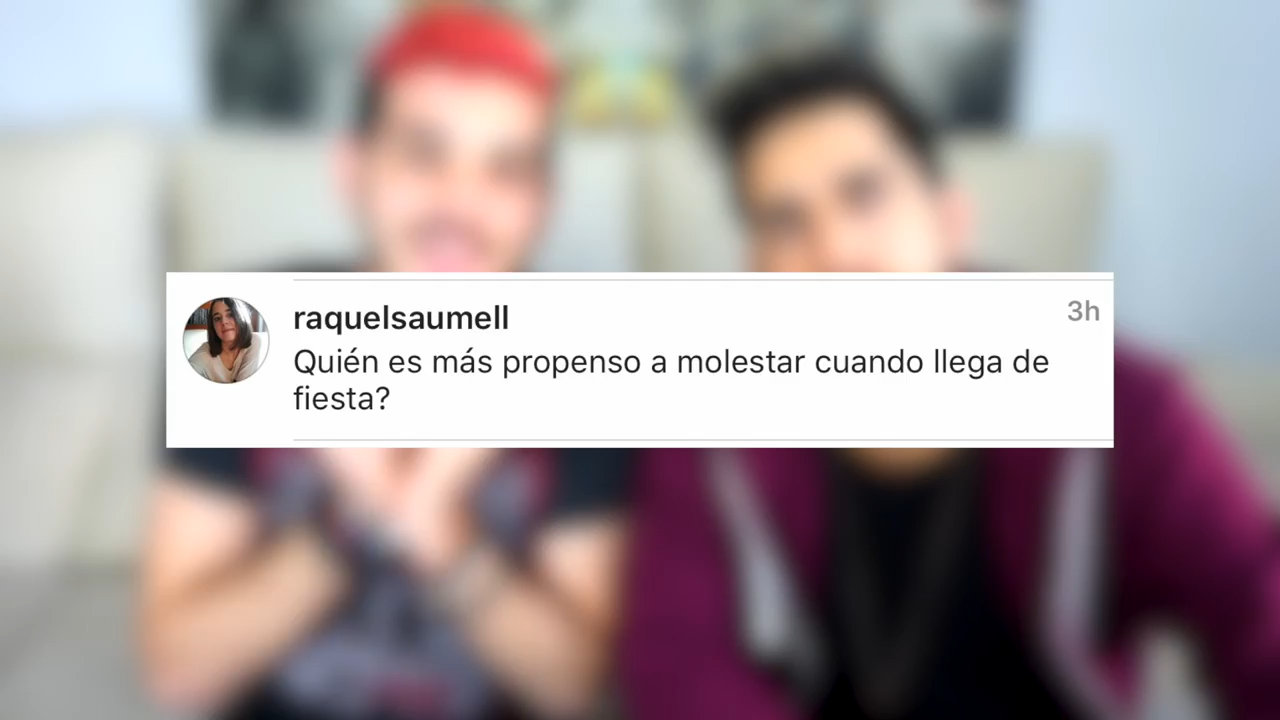 raquelsaumell
3h
Quién es más propenso a molestar cuando llega de
fiesta?